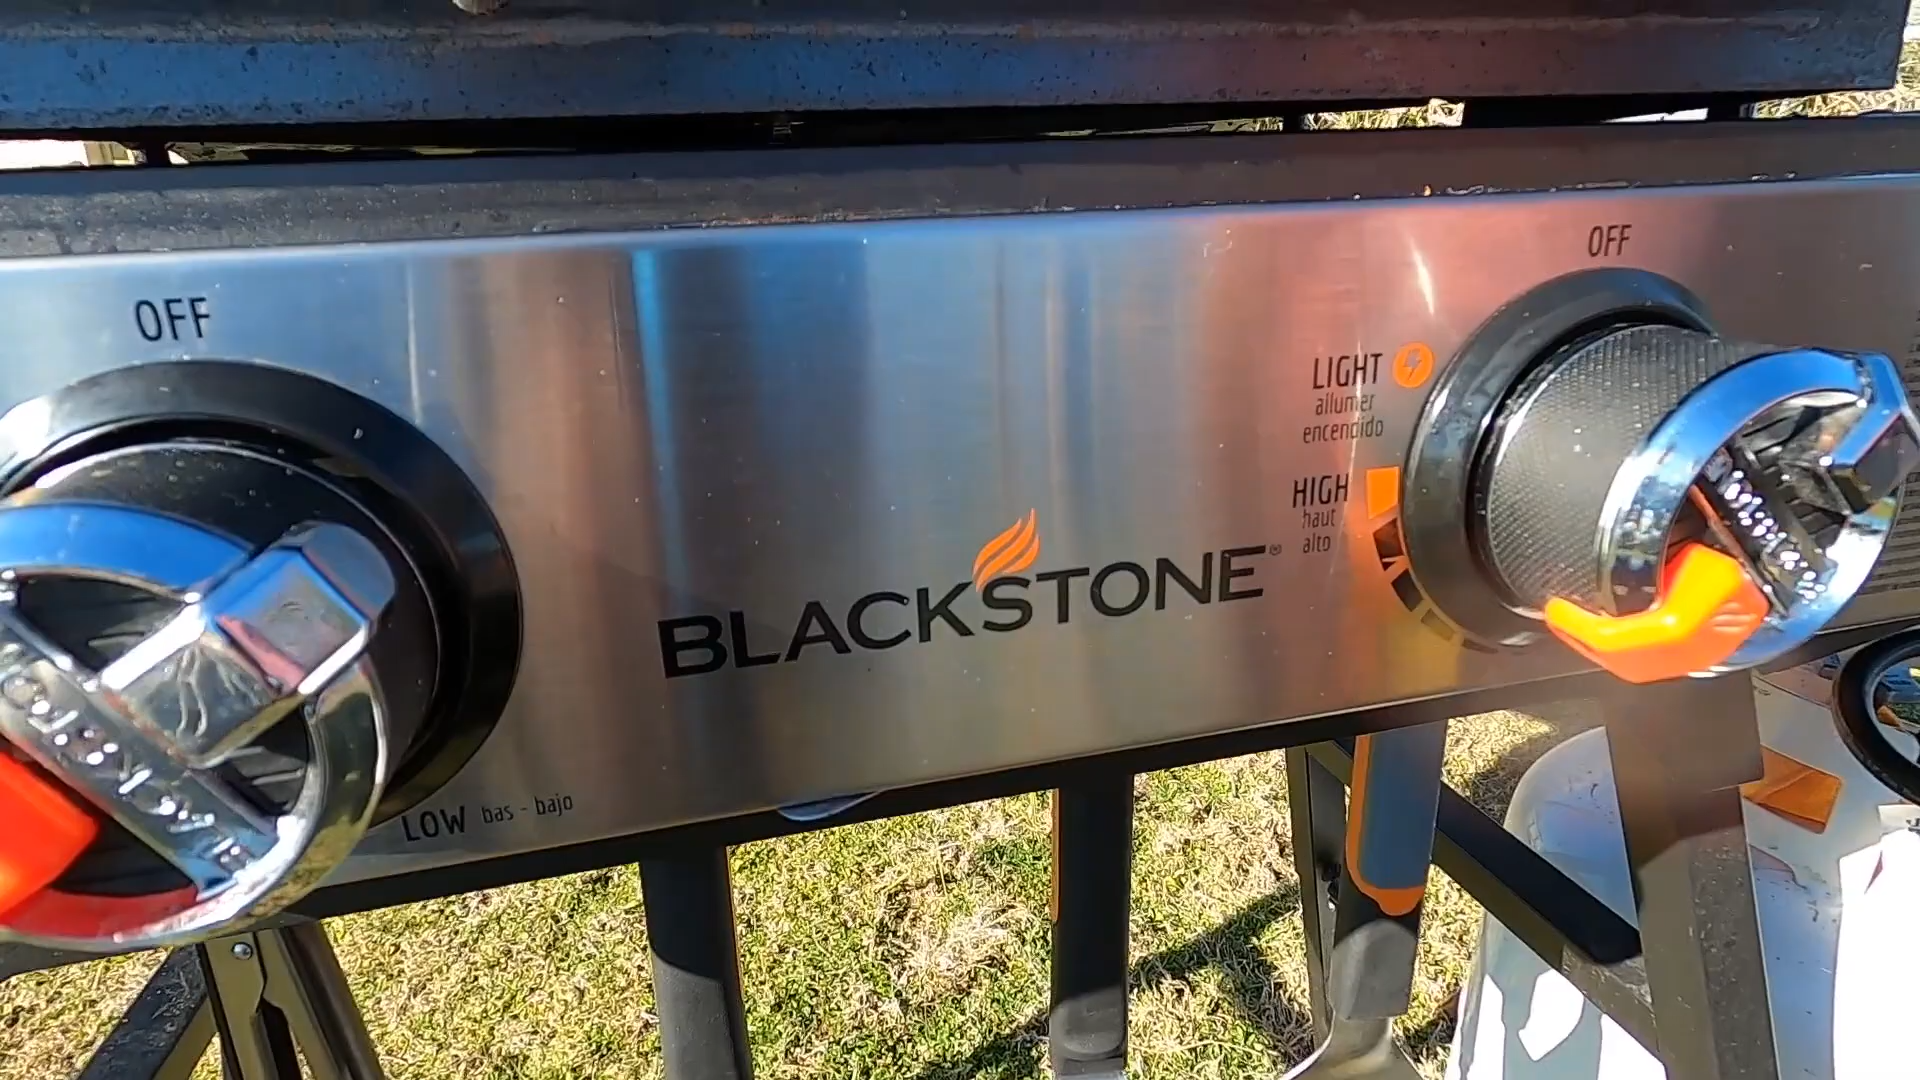 OFF
OFF
LIGHT
allumer
encendido
HIGH
haut
alto
BLACKSTONE®
LOW bas - bajo